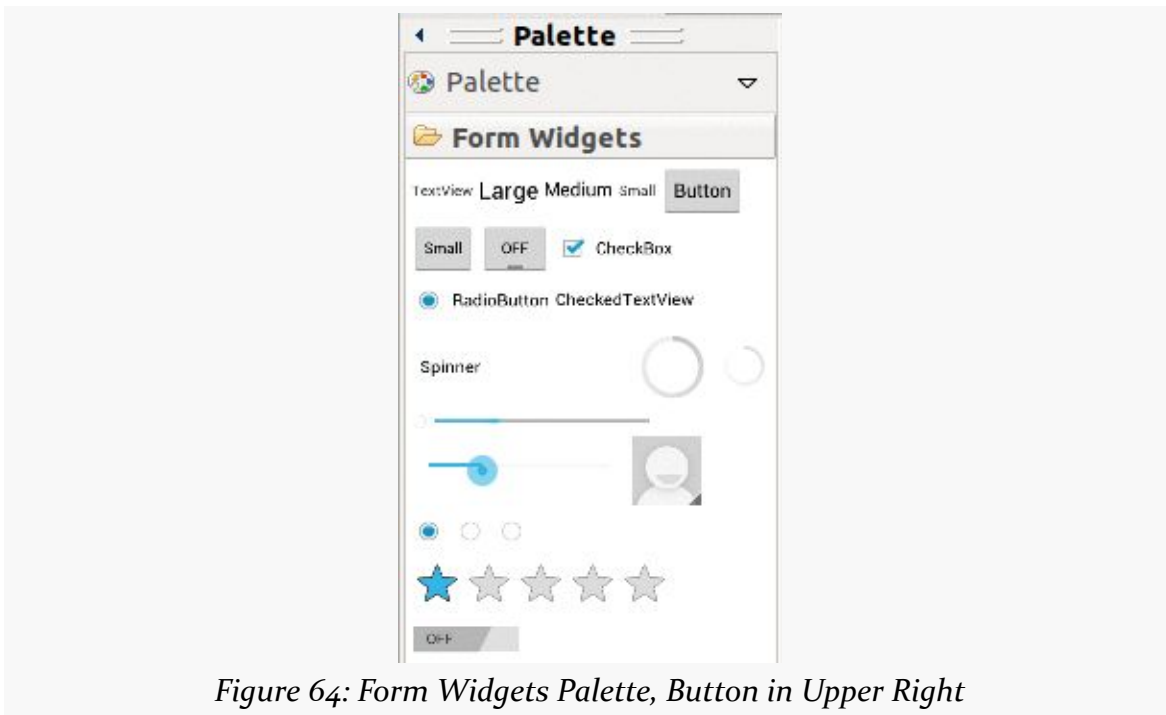 Palette
Palette
Form Widgets
TextView Large Medium Small Button
Small OFF CheckBox
RadioButton CheckedTextView
Spinner
OFF
Figure 64: Form Widgets Palette, Button in Upper Right